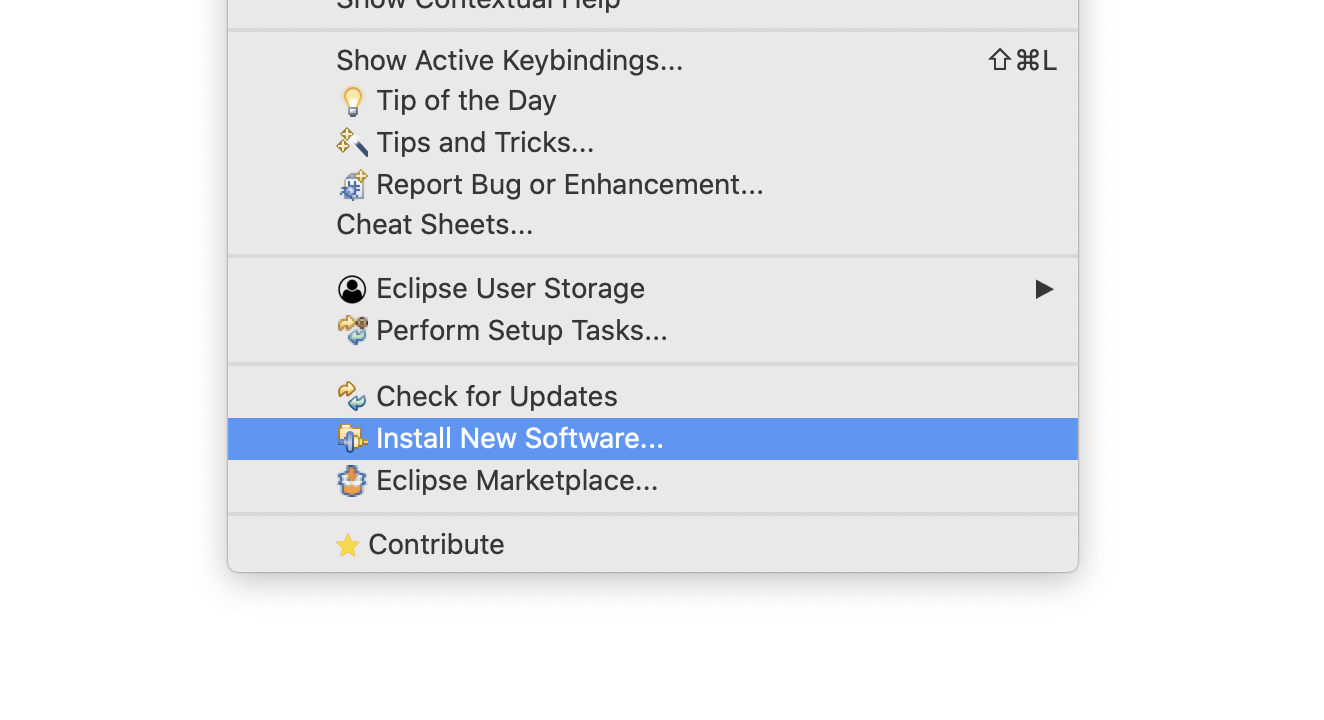 Show Contextual Help
Show Active Keybindings... ⇧⌘L
Tip of the Day
Tips and Tricks...
Report Bug or Enhancement...
Cheat Sheets...
Eclipse User Storage ▶
Perform Setup Tasks...
Check for Updates
Install New Software...
Eclipse Marketplace...
Contribute